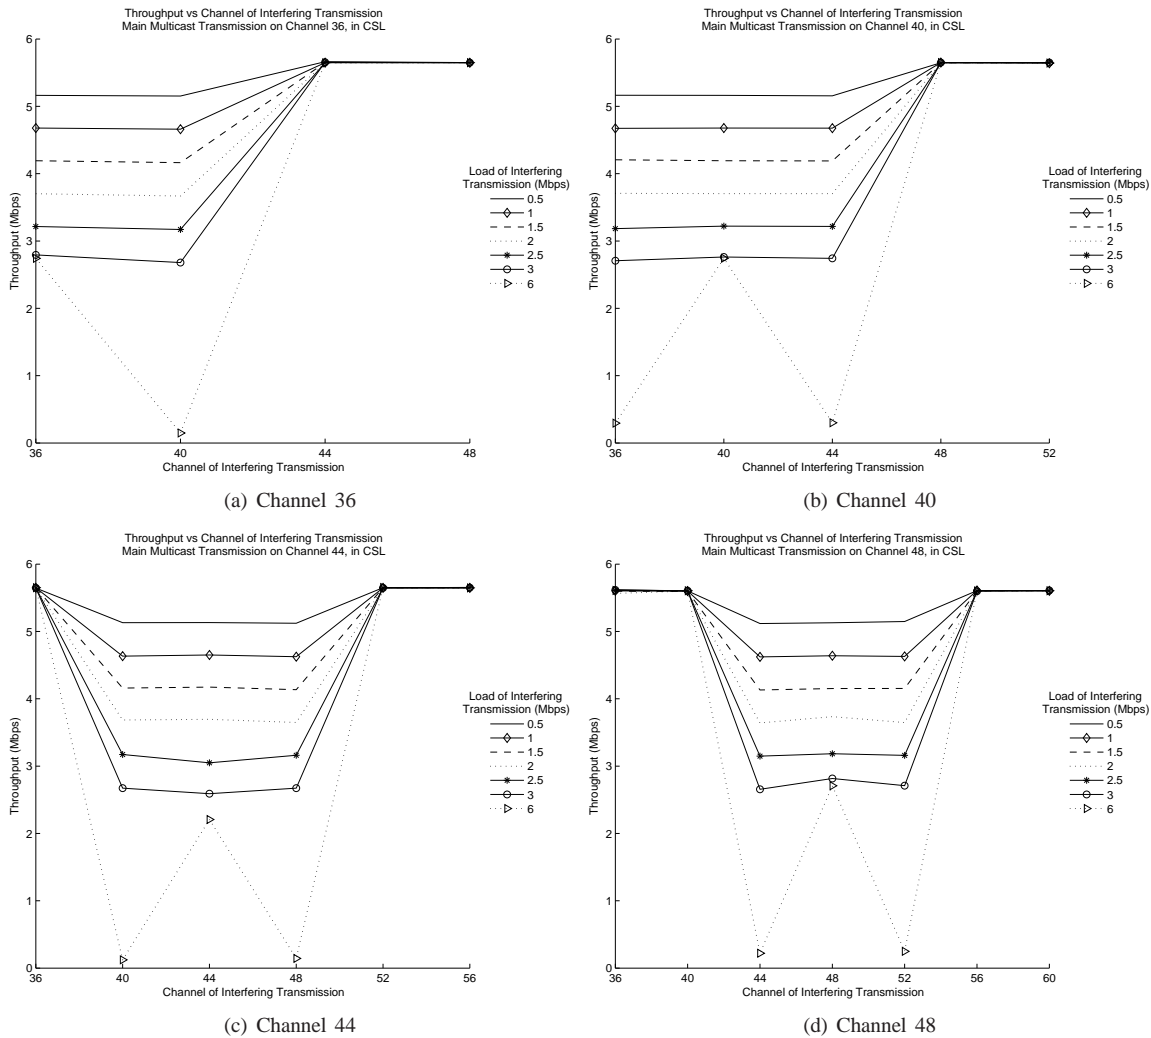 Throughput vs Channel of Interfering Transmission
Main Multicast Transmission on Channel 36, in CSL
Throughput (Mbps)
6
5
4
3
2
1
0
36 40 44 48
Channel of Interfering Transmission
Load of Interfering
Transmission (Mbps)
0.5
1
1.5
2
2.5
3
6
(a) Channel 36
Throughput vs Channel of Interfering Transmission
Main Multicast Transmission on Channel 40, in CSL
Throughput (Mbps)
6
5
4
3
2
1
0
36 40 44 48 52
Channel of Interfering Transmission
Load of Interfering
Transmission (Mbps)
0.5
1
1.5
2
2.5
3
6
(b) Channel 40
Throughput vs Channel of Interfering Transmission
Main Multicast Transmission on Channel 44, in CSL
Throughput (Mbps)
6
5
4
3
2
1
0
36 40 44 48 52 56
Channel of Interfering Transmission
Load of Interfering
Transmission (Mbps)
0.5
1
1.5
2
2.5
3
6
(c) Channel 44
Throughput vs Channel of Interfering Transmission
Main Multicast Transmission on Channel 48, in CSL
Throughput (Mbps)
6
5
4
3
2
1
0
36 40 44 48 52 56 60
Channel of Interfering Transmission
Load of Interfering
Transmission (Mbps)
0.5
1
1.5
2
2.5
3
6
(d) Channel 48